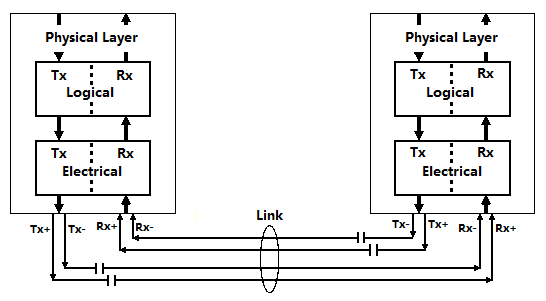 Physical Layer
Tx Rx
Logical
Tx Rx
Electrical
Tx+ Tx- Rx+ Rx-
Link
Physical Layer
Tx Rx
Logical
Tx Rx
Electrical
Tx- Tx+ Rx- Rx+